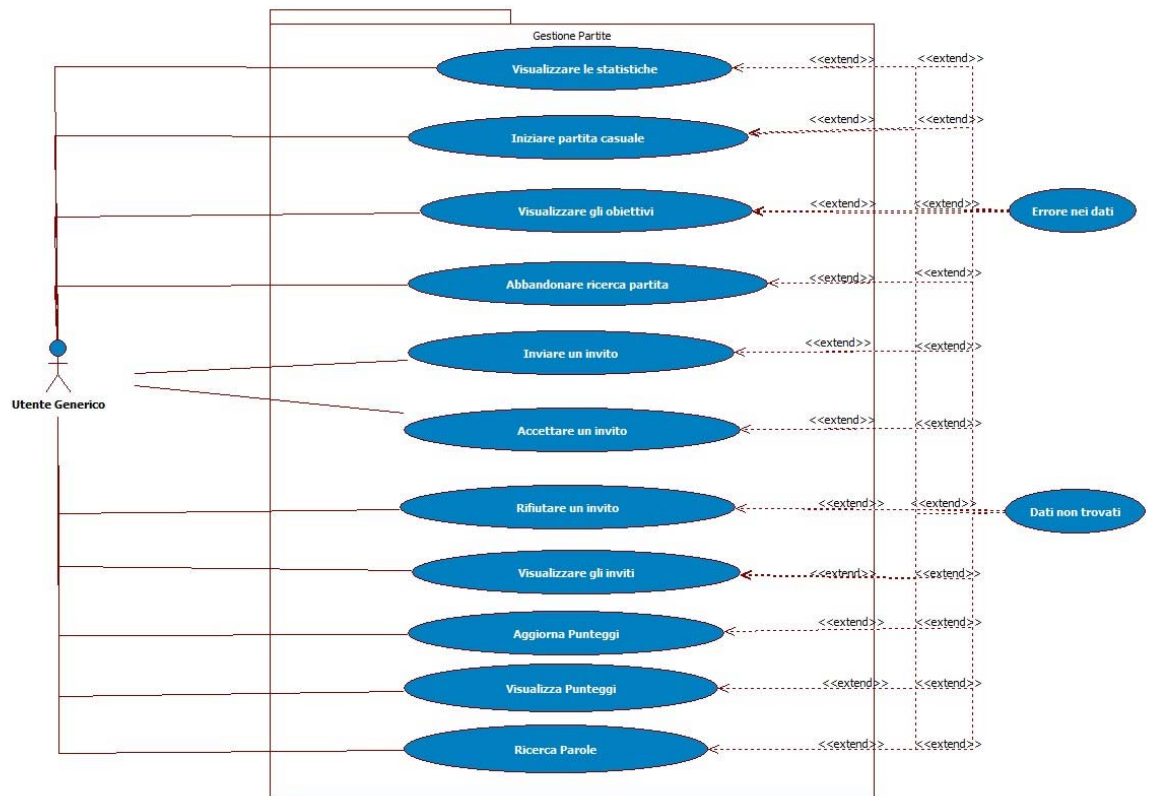 Gestione Partite
Visualizzare le statistiche
<<extend>>
<<extend>>
Iniziare partita casuale
<<extend>>
<<extend>>
Visualizzare gli obiettivi
<<extend>>
<<extend>>
Errore nei dati
Abbandonare ricerca partita
<<extend>>
<<extend>>
Inviare un invito
<<extend>>
<<extend>>
Utente Generico
Accettare un invito
<<extend>>
<<extend>>
Rifiutare un invito
<<extend>>
<<extend>>
Dati non trovati
Visualizzare gli inviti
<<extend>>
<<extend>>
Aggiorna Punteggi
<<extend>>
<<extend>>
Visualizza Punteggi
<<extend>>
<<extend>>
Ricerca Parole
<<extend>>
<<extend>>